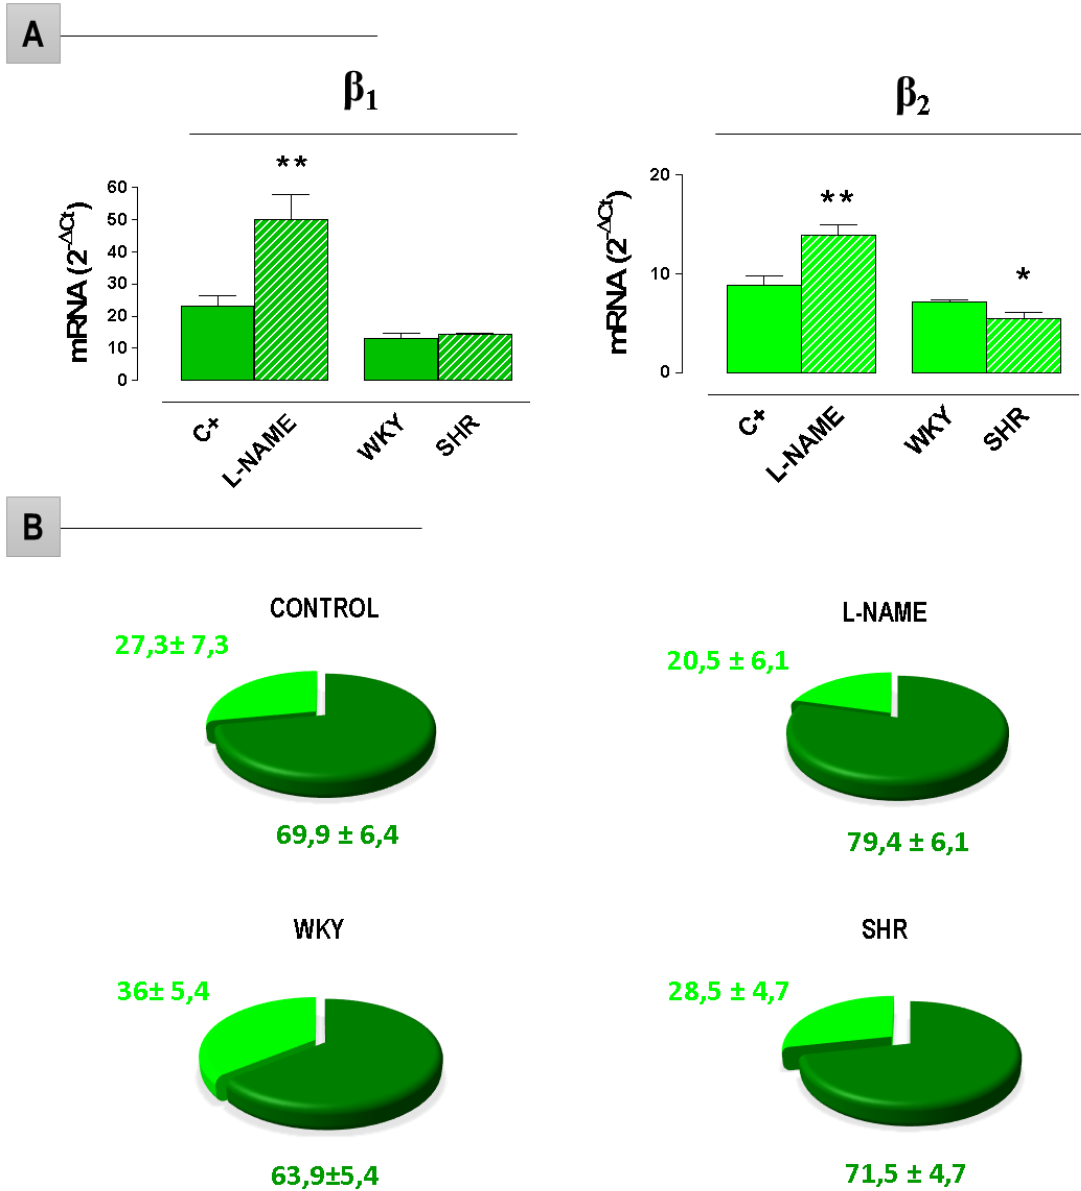 A
β1
β2
**
mRNA (2-ΔCt)
60
50
40
30
20
10
0
C+
L-NAME
WKY
SHR
**
*
mRNA (2-ΔCt)
20
10
0
C+
L-NAME
WKY
SHR
B
CONTROL
27,3± 7,3
69,9 ± 6,4
L-NAME
20,5 ± 6,1
79,4 ± 6,1
WKY
36± 5,4
63,9±5,4
SHR
28,5 ± 4,7
71,5 ± 4,7